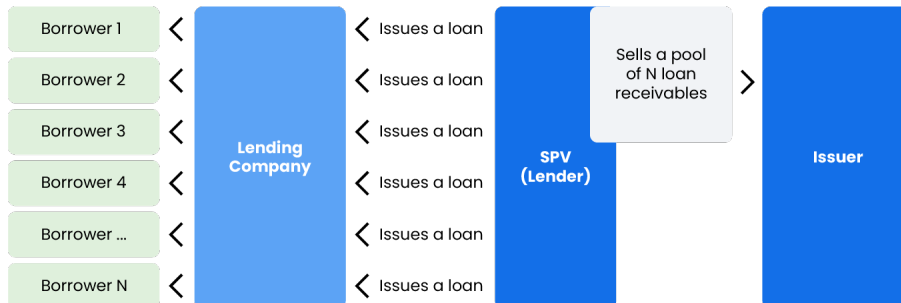 Borrower 1
Issues a loan
Sells a pool
of N loan
receivables
Borrower 2
Issues a loan
Borrower 3
Issues a loan
Lending
Company
SPV
(Lender)
Issuer
Borrower 4
Issues a loan
Borrower ...
Issues a loan
Borrower N
Issues a loan